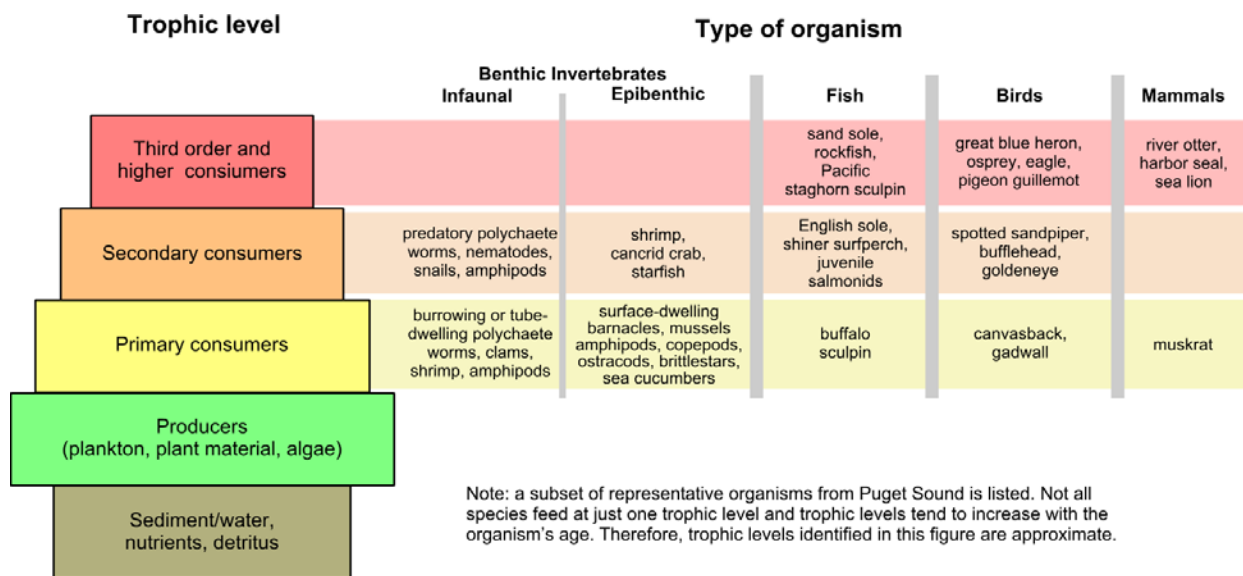 Trophic level
Type of organism
Benthic Invertebrates
Infaunal
Epibenthic
Fish
Birds
Mammals
Third order and
higher consiumers
sand sole,
rockfish,
Pacific
staghorn sculpin
great blue heron,
osprey, eagle,
pigeon guillemot
river otter,
harbor seal,
sea lion
Secondary consumers
predatory polychaete
worms, nematodes,
snails, amphipods
shrimp,
cancrid crab,
starfish
English sole,
shiner surfperch,
juvenile
salmonids
spotted sandpiper,
bufflehead,
goldeneye
Primary consumers
burrowing or tube-
dwelling polychaete
worms, clams,
shrimp, amphipods
surface-dwelling
barnacles, mussels
amphipods, copepods,
ostracods, brittlestars,
sea cucumbers
buffalo
sculpin
canvasback,
gadwall
muskrat
Producers
(plankton, plant material, algae)
Sediment/water,
nutrients, detritus
Note: a subset of representative organisms from Puget Sound is listed. Not all
species feed at just one trophic level and trophic levels tend to increase with the
organism's age. Therefore, trophic levels identified in this figure are approximate.